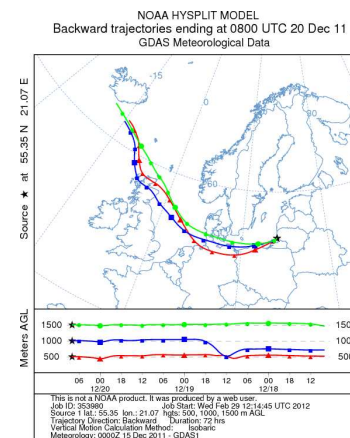 NOAA HYSPLIT MODEL
Backward trajectories ending at 0800 UTC 20 Dec 11
GDAS Meteorological Data
Source ★ at 55.35 N 21.07 E
-15
0
30
60
Meters AGL
1500 1500
1000 1000
500 500
06 00 18 12 06 00 18 12 06 00 18 12
12/20 12/19 12/18
This is not a NOAA product. It was produced by a web user.
Job ID: 353980 Job Start: Wed Feb 29 12:14:45 UTC 2012
Source 1 lat.: 55.35 lon.: 21.07 hgts: 500, 1000, 1500 m AGL
Trajectory Direction: Backward Duration: 72 hrs
Vertical Motion Calculation Method: Isobaric
Meteorology: 0000Z 15 Dec 2011 - GDAS1